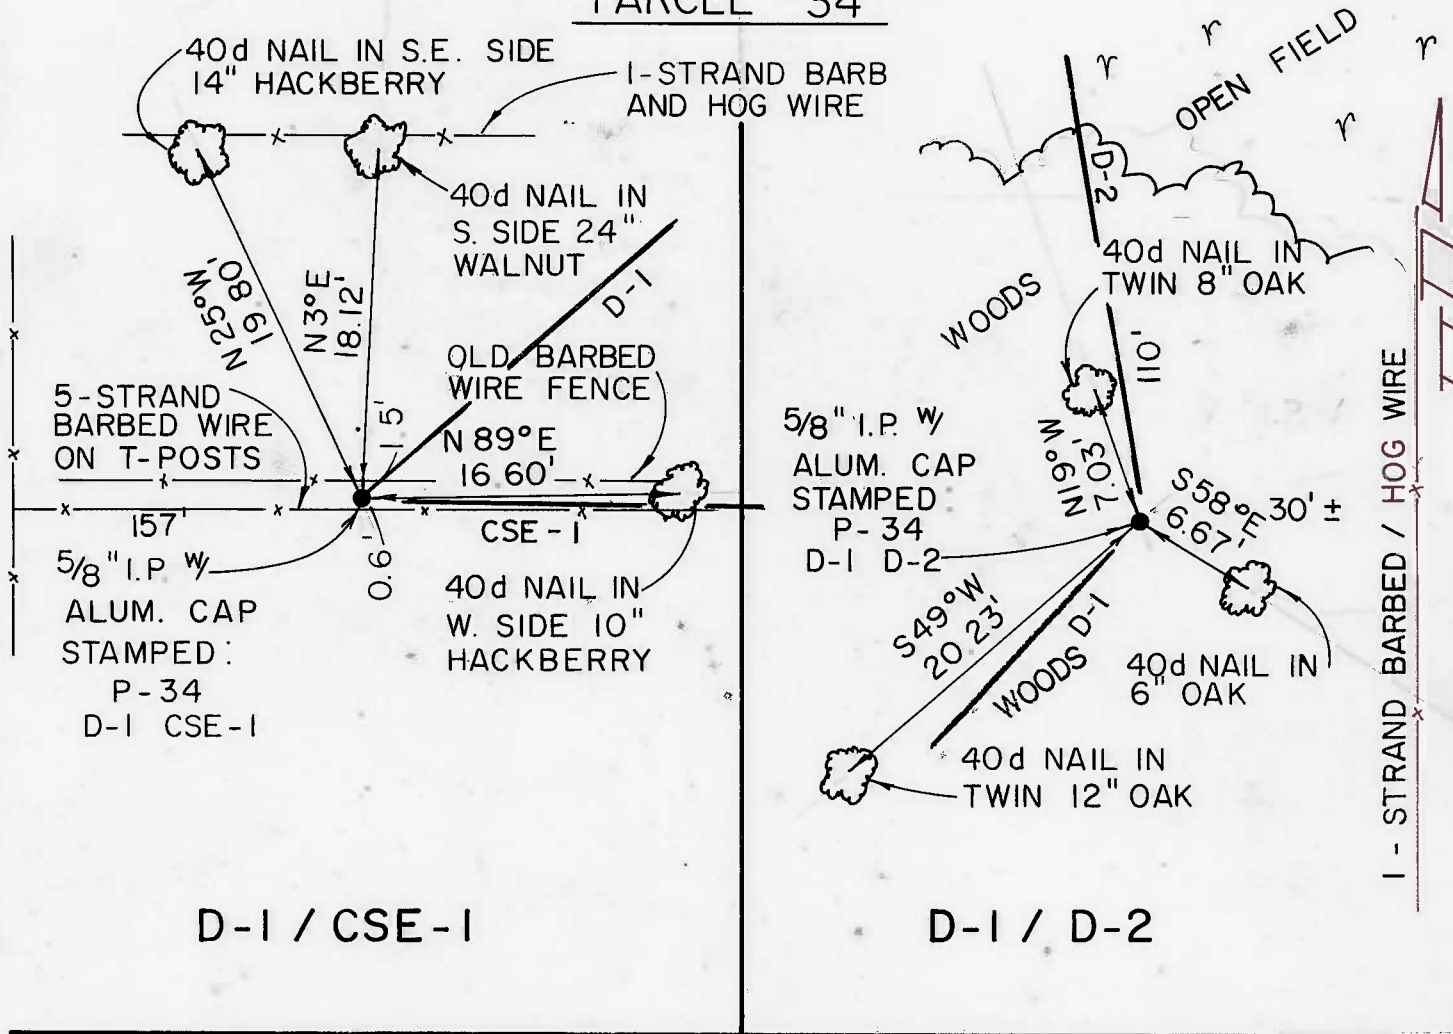 PARCEL 34
40d NAIL IN S.E. SIDE
14" HACKBERRY
1-STRAND BARB
AND HOG WIRE
40d NAIL IN
S. SIDE 24"
WALNUT
N 25°W
19.80'
N3°E
18.12'
D-1
OLD BARBED
WIRE FENCE
5-STRAND
BARBED WIRE
ON T-POSTS
1.5'
N 89°E
16.60'
157'
CSE-1
0.6'
5/8" I.P. W/
ALUM. CAP
STAMPED:
P-34
D-1 CSE-1
40d NAIL IN
W. SIDE 10"
HACKBERRY
D-1 / CSE-1
OPEN FIELD
D-2
40d NAIL IN
TWIN 8" OAK
WOODS
110'
5/8" I.P. W/
ALUM. CAP
STAMPED
P-34
D-1 D-2
N19°W
7.03'
S58°E
6.67'
30' ±
S49°W
20.23'
WOODS
D-1
40d NAIL IN
6" OAK
40d NAIL IN
TWIN 12" OAK
1 - STRAND BARBED / HOG WIRE
D-1 / D-2